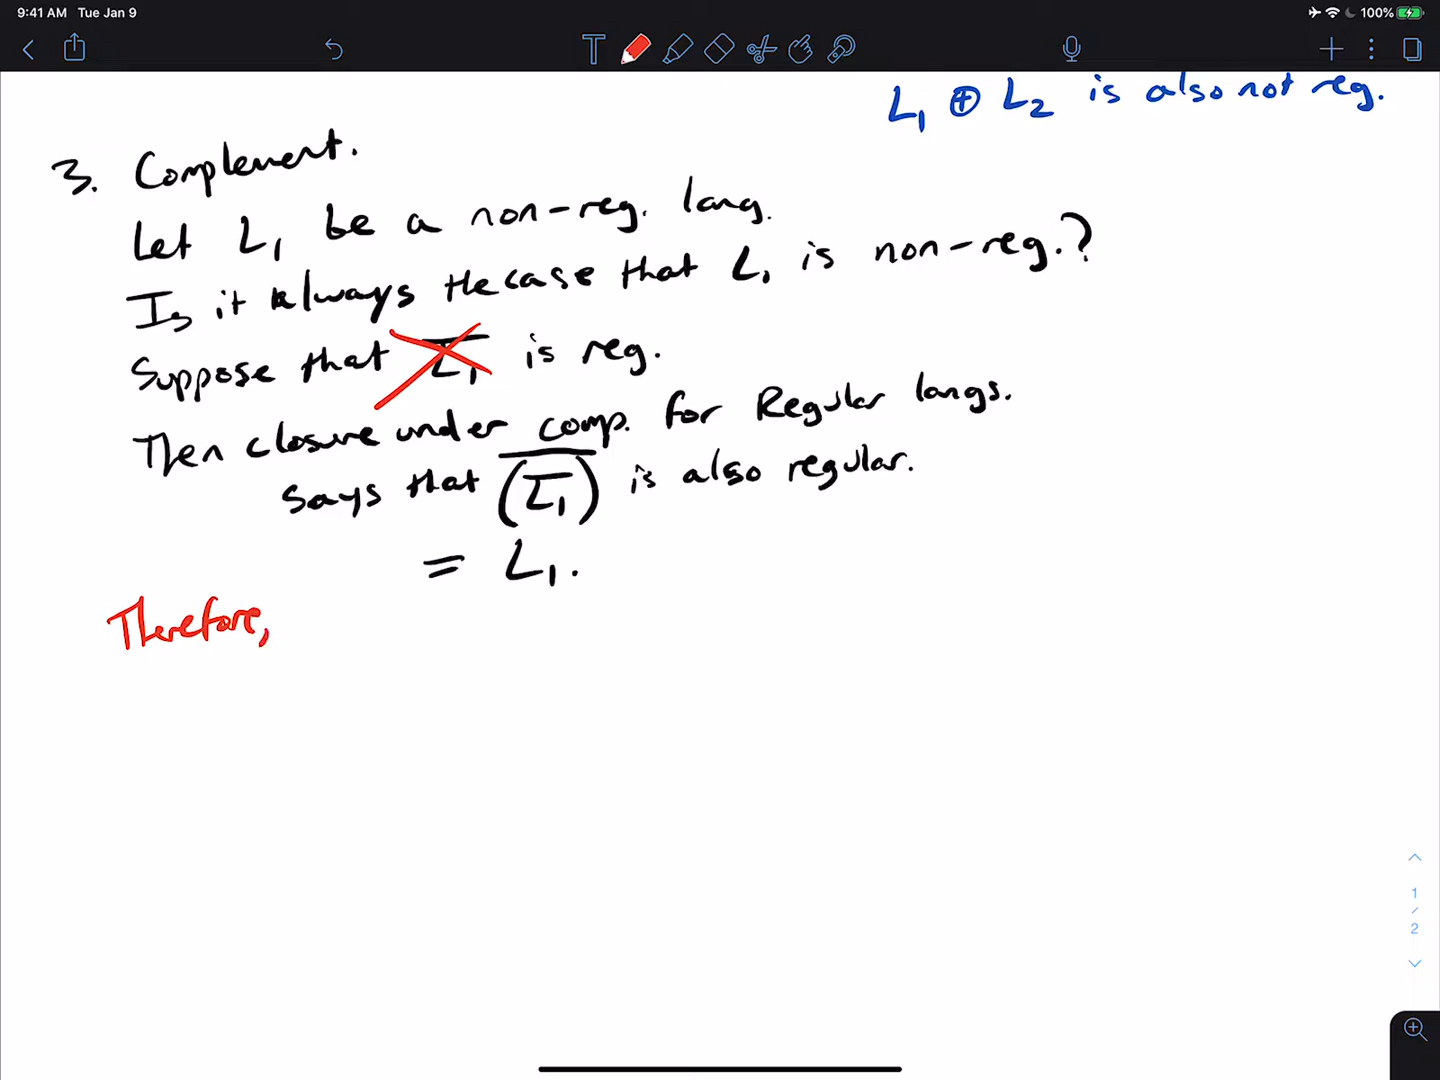 9:41 AM Tue Jan 9
100%
T
L₁ ⊕ L₂ is also not reg.
3. Complement.
Let L₁ be a non-reg. lang.
Is it always the case that L₁ is non-reg.?
Suppose that L̅₁ is reg.
Then closure under comp. for Regular langs.
says that (L̅₁)̅ is also regular.
= L₁.
Therefore,
1
/
2